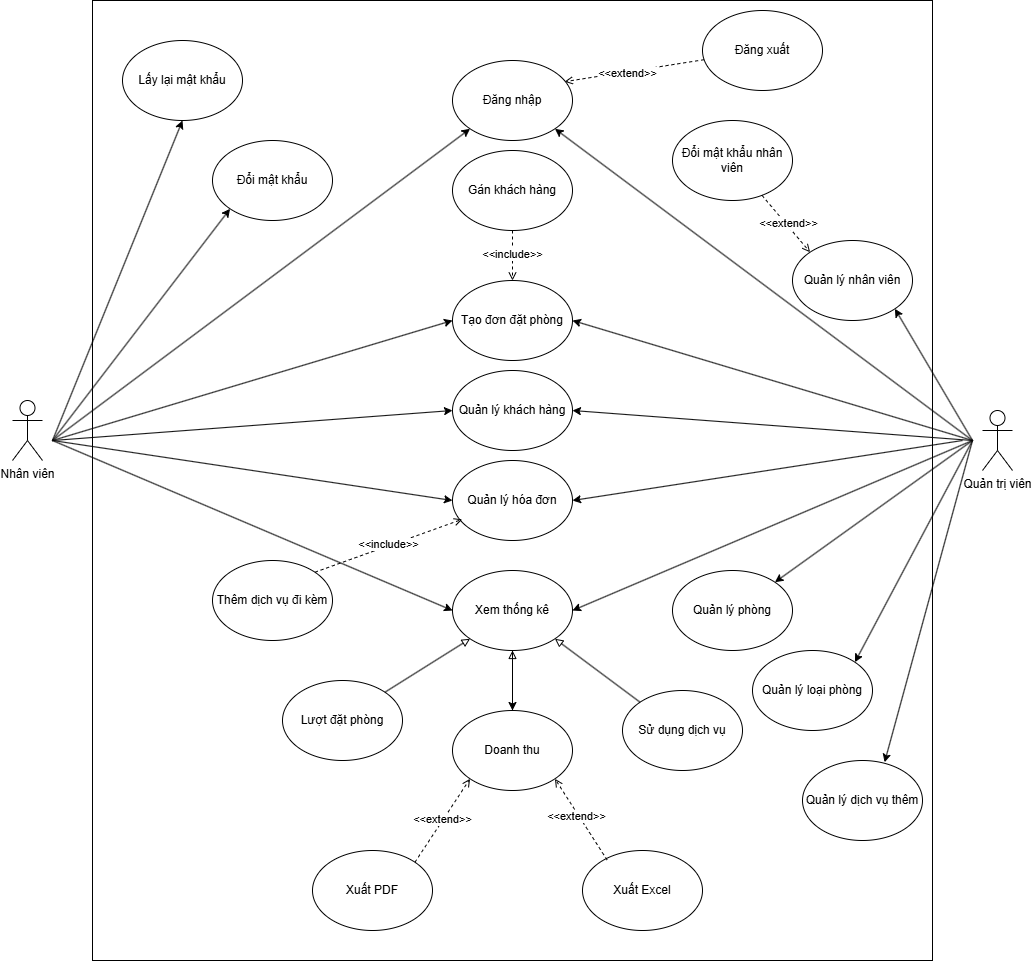 Đăng xuất
Lấy lại mật khẩu
<<extend>>
Đăng nhập
Đổi mật khẩu nhân
viên
Đổi mật khẩu
Gán khách hàng
<<extend>>
<<include>>
Quản lý nhân viên
Tạo đơn đặt phòng
Quản lý khách hàng
Nhân viên
Quản trị viên
Quản lý hóa đơn
<<include>>
Thêm dịch vụ đi kèm
Xem thống kê
Quản lý phòng
Quản lý loại phòng
Lượt đặt phòng
Sử dụng dịch vụ
Doanh thu
Quản lý dịch vụ thêm
<<extend>>
<<extend>>
Xuất PDF
Xuất Excel